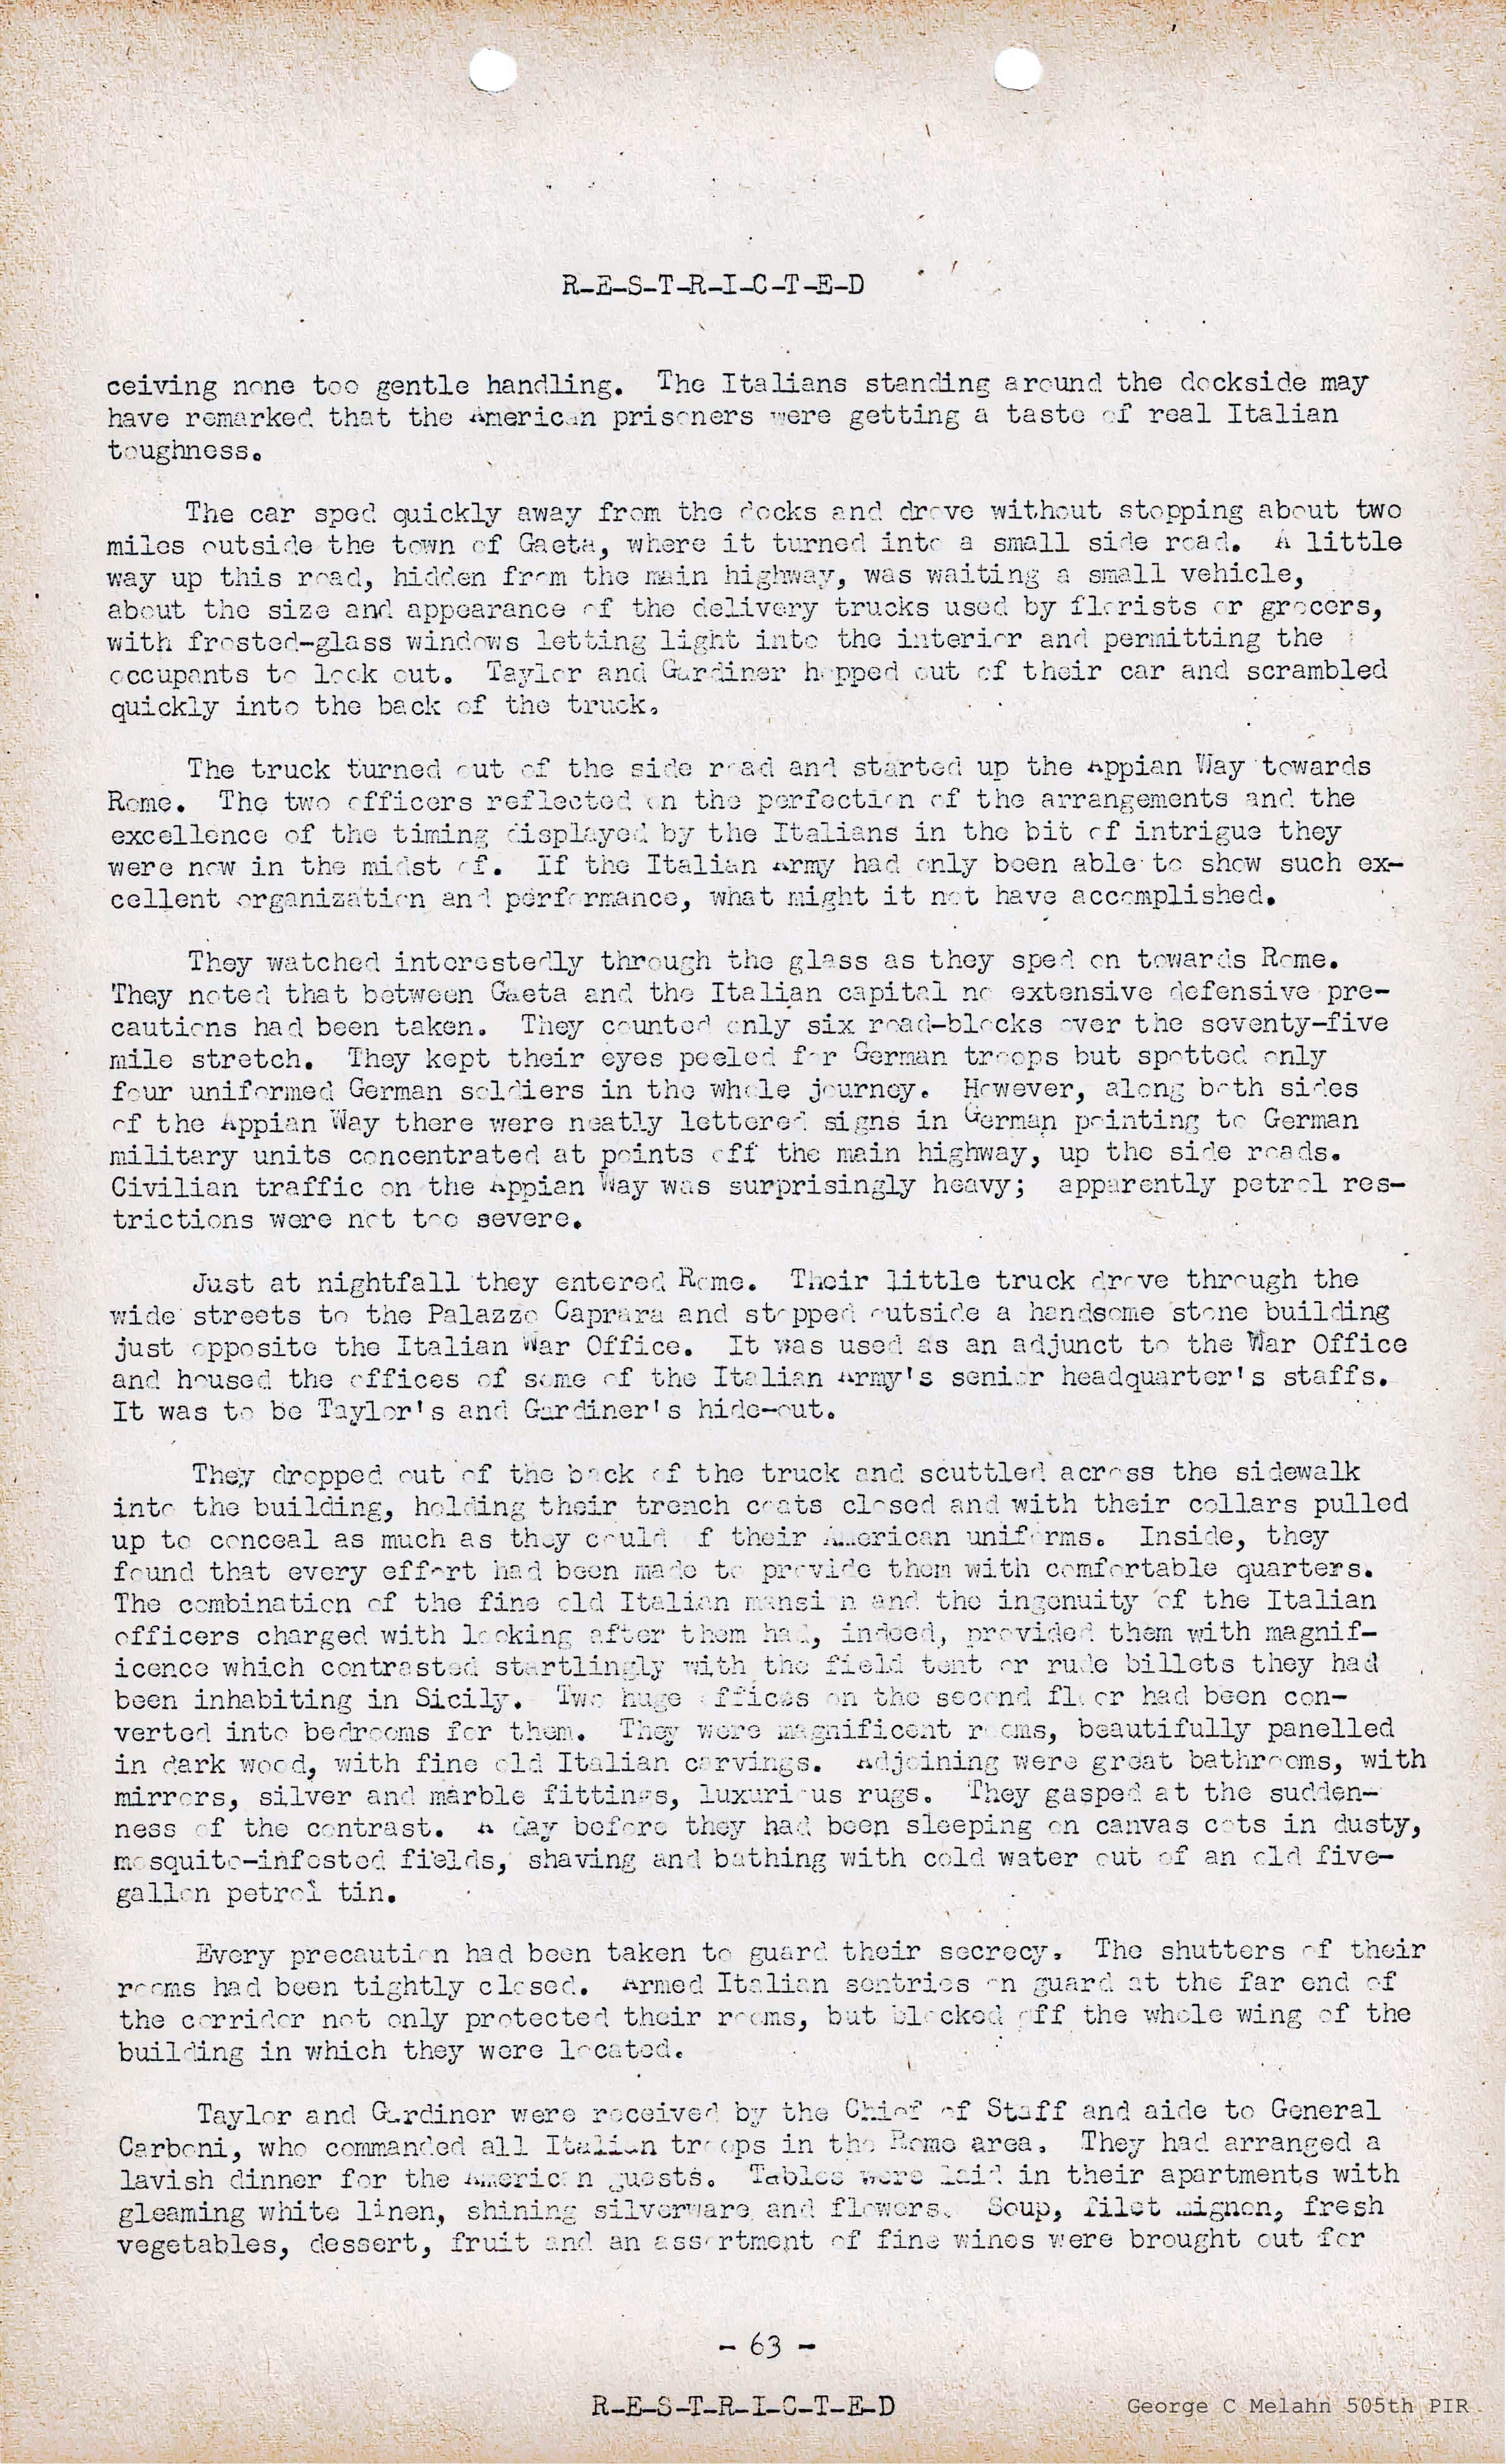 R-E-S-T-R-I-C-T-E-D
ceiving none too gentle handling. The Italians standing around the dockside may
have remarked that the American prisoners were getting a taste of real Italian
toughness.
The car sped quickly away from the docks and drove without stopping about two
miles outside the town of Gaeta, where it turned into a small side road. A little
way up this road, hidden from the main highway, was waiting a small vehicle,
about the size and appearance of the delivery trucks used by florists or grocers,
with frosted-glass windows letting light into the interior and permitting the
occupants to look out. Taylor and Gardiner hopped out of their car and scrambled
quickly into the back of the truck.
The truck turned out of the side road and started up the Appian Way towards
Rome. The two officers reflected on the perfection of the arrangements and the
excellence of the timing displayed by the Italians in the bit of intrigue they
were now in the midst of. If the Italian Army had only been able to show such ex-
cellent organization and performance, what might it not have accomplished.
They watched interestedly through the glass as they sped on towards Rome.
They noted that between Gaeta and the Italian capital no extensive defensive pre-
cautions had been taken. They counted only six road-blocks over the seventy-five
mile stretch. They kept their eyes peeled for German troops but spotted only
four uniformed German soldiers in the whole journey. However, along both sides
of the Appian Way there were neatly lettered signs in German pointing to German
military units concentrated at points off the main highway, up the side roads.
Civilian traffic on the Appian Way was surprisingly heavy; apparently petrol res-
trictions were not too severe.
Just at nightfall they entered Rome. Their little truck drove through the
wide streets to the Palazzo Caprara and stopped outside a handsome stone building
just opposite the Italian War Office. It was used as an adjunct to the War Office
and housed the offices of some of the Italian Army's senior headquarter's staffs.
It was to be Taylor's and Gardiner's hide-out.
They dropped out of the back of the truck and scuttled across the sidewalk
into the building, holding their trench coats closed and with their collars pulled
up to conceal as much as they could of their American uniforms. Inside, they
found that every effort had been made to provide them with comfortable quarters.
The combination of the fine old Italian mansion and the ingenuity of the Italian
officers charged with looking after them had, indeed, provided them with magnif-
icence which contrasted startlingly with the field tent or rude billets they had
been inhabiting in Sicily. Two huge offices on the second floor had been con-
verted into bedrooms for them. They were magnificent rooms, beautifully panelled
in dark wood, with fine old Italian carvings. Adjoining were great bathrooms, with
mirrors, silver and marble fittings, luxurious rugs. They gasped at the sudden-
ness of the contrast. A day before they had been sleeping on canvas cots in dusty,
mosquito-infested fields, shaving and bathing with cold water out of an old five-
gallon petrol tin.
Every precaution had been taken to guard their secrecy. The shutters of their
rooms had been tightly closed. Armed Italian sentries on guard at the far end of
the corridor not only protected their rooms, but blocked off the whole wing of the
building in which they were located.
Taylor and Gardiner were received by the Chief of Staff and aide to General
Carboni, who commanded all Italian troops in the Rome area. They had arranged a
lavish dinner for the American guests. Tables were laid in their apartments with
gleaming white linen, shining silverware and flowers. Soup, filet mignon, fresh
vegetables, dessert, fruit and an assortment of fine wines were brought out for
- 63 -
R-E-S-T-R-I-C-T-E-D
George C Melahn 505th PIR